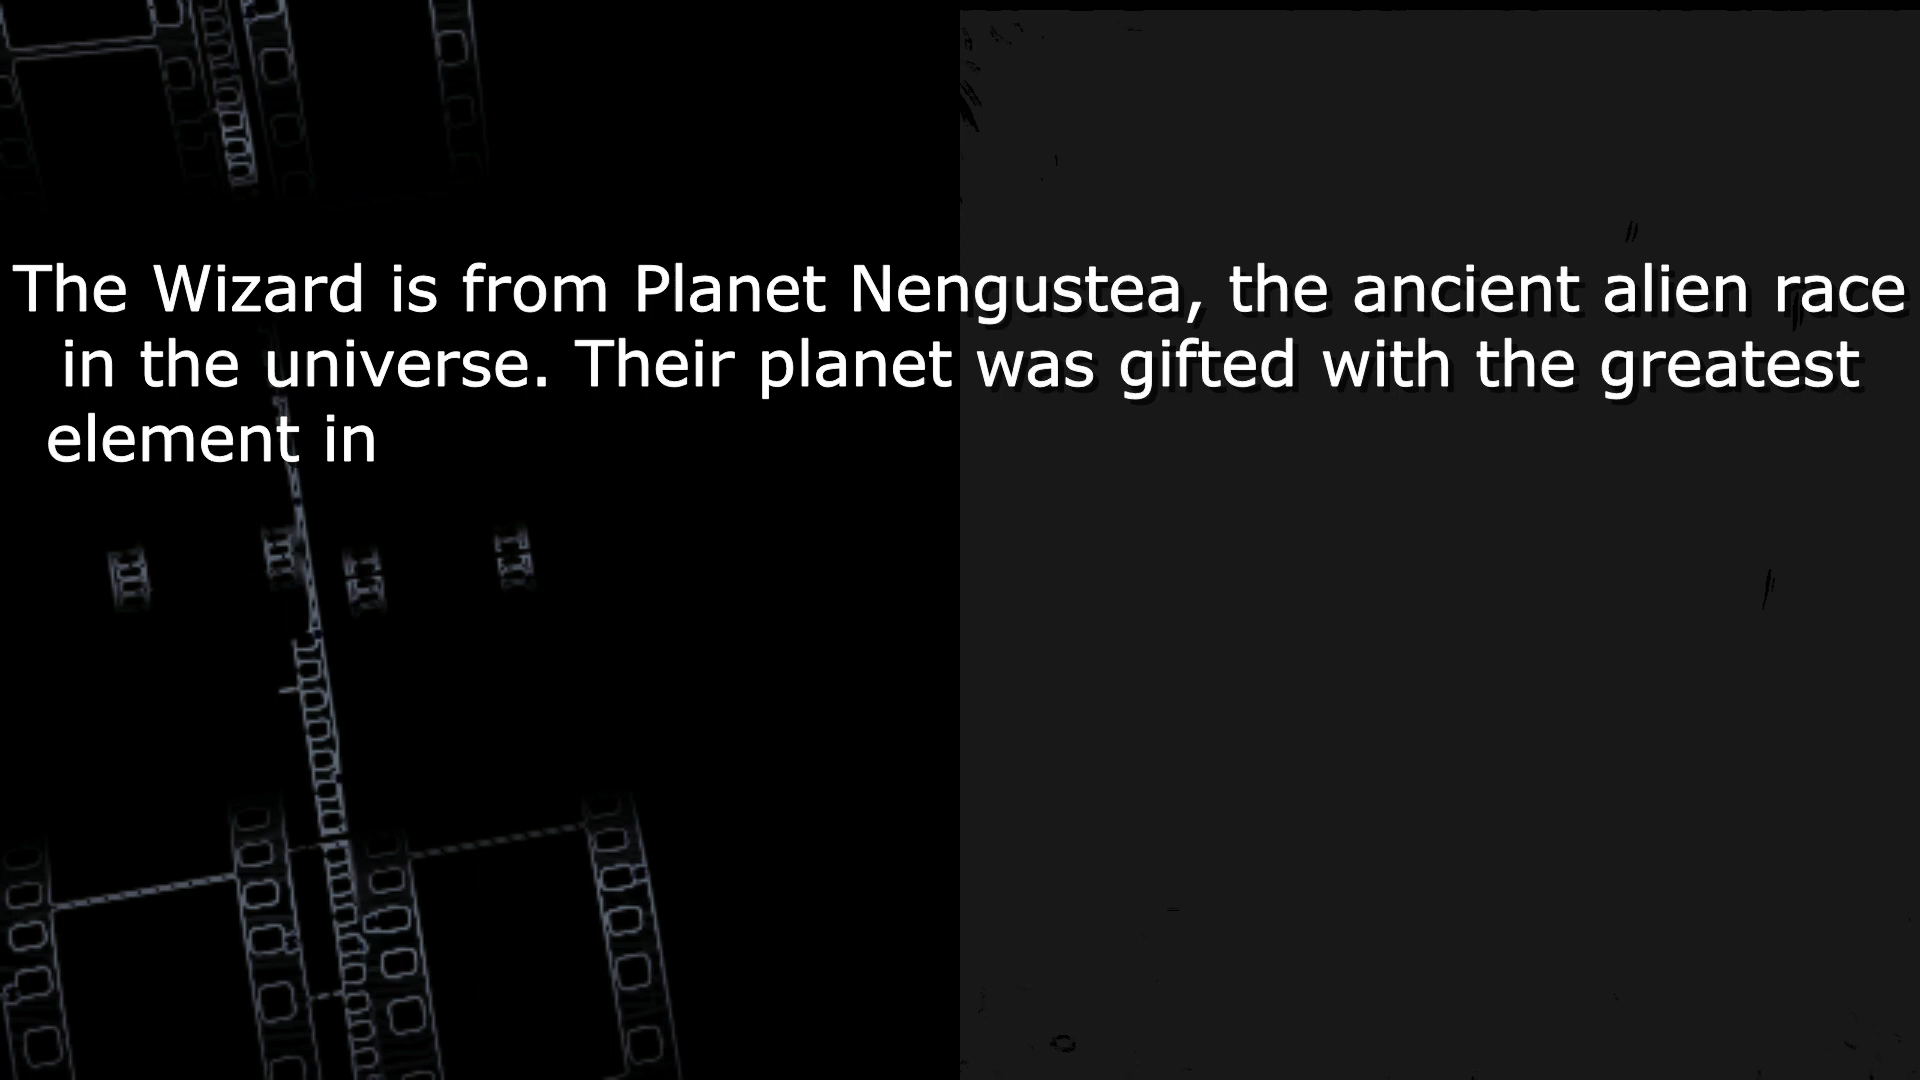 The Wizard is from Planet Nengustea, the ancient alien race
in the universe. Their planet was gifted with the greatest
element in